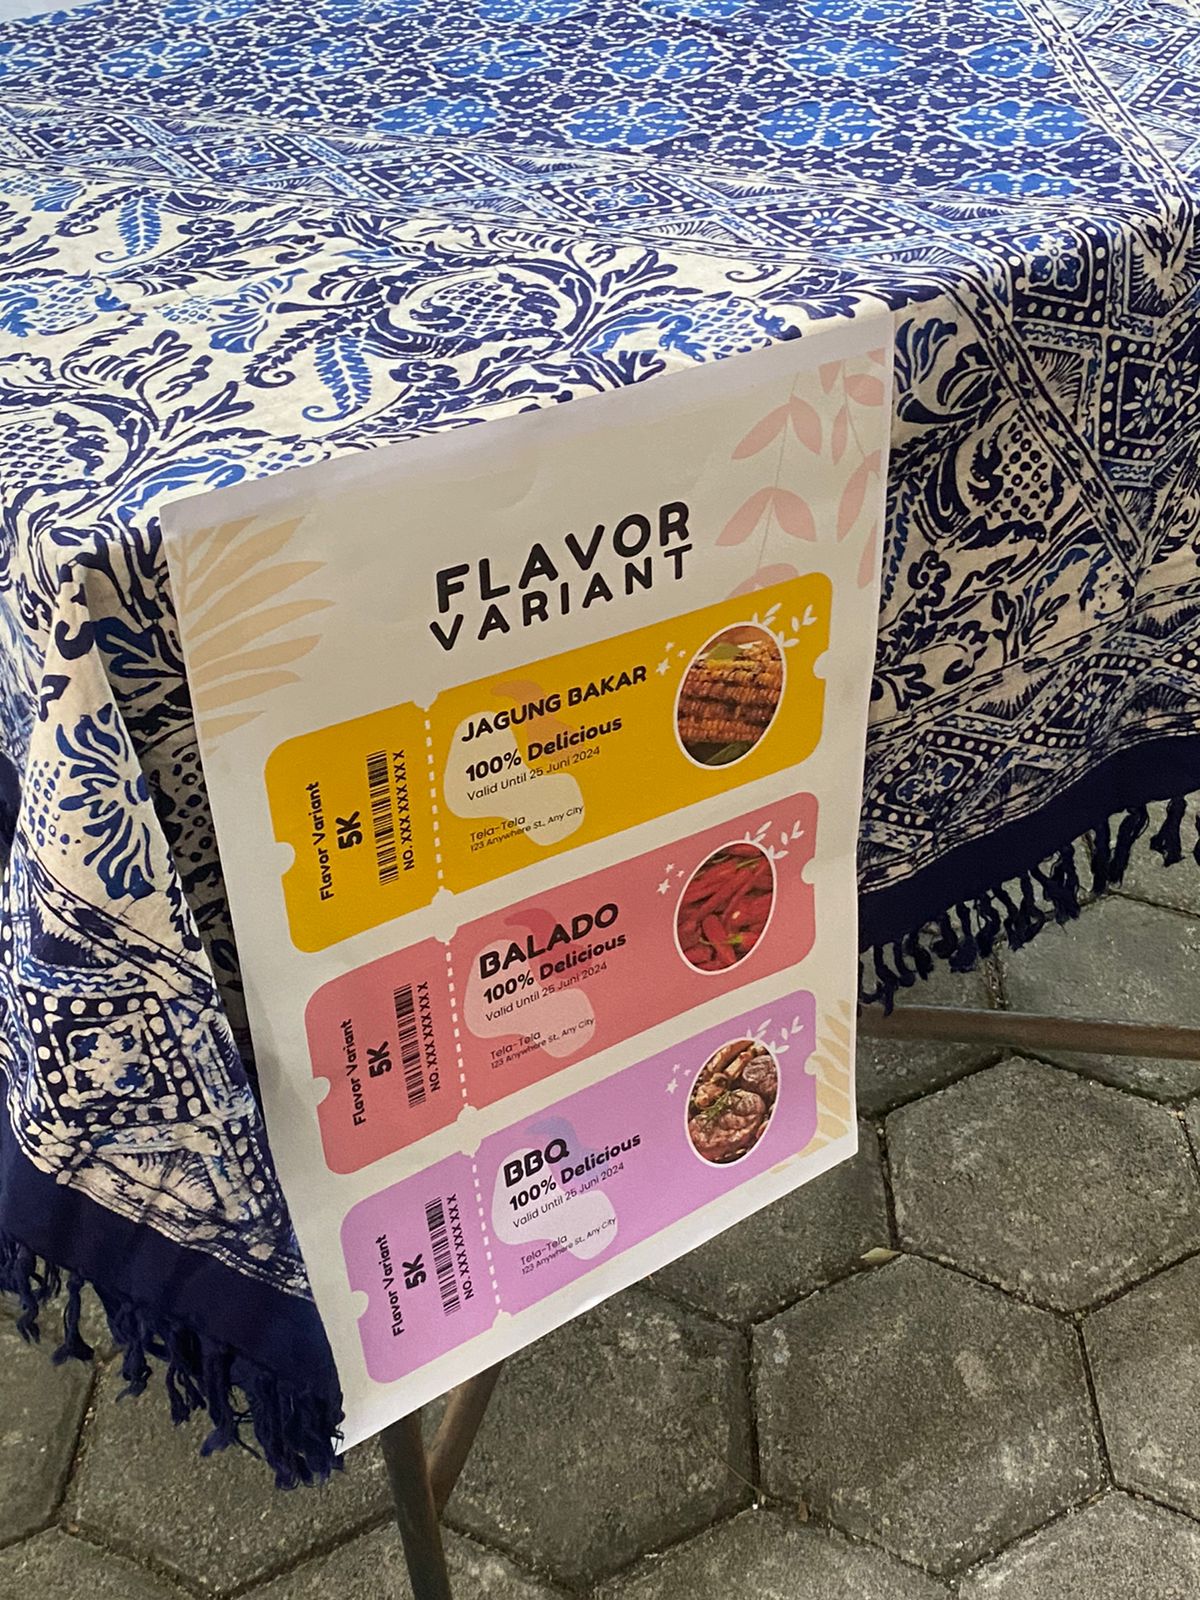 FLAVOR
VARIANT
JAGUNG BAKAR
100% Delicious
Valid Until 25 Juni 2024
Tela-Tela
123 Anywhere St., Any City
Flavor Variant
5K
NO. XXX XXX XXX X
BALADO
100% Delicious
Valid Until 25 Juni 2024
Tela-Tela
123 Anywhere St., Any City
Flavor Variant
5K
NO. XXX XXX XXX X
BBQ
100% Delicious
Valid Until 25 Juni 2024
Tela-Tela
123 Anywhere St., Any City
Flavor Variant
5K
NO. XXX XXX XXX X